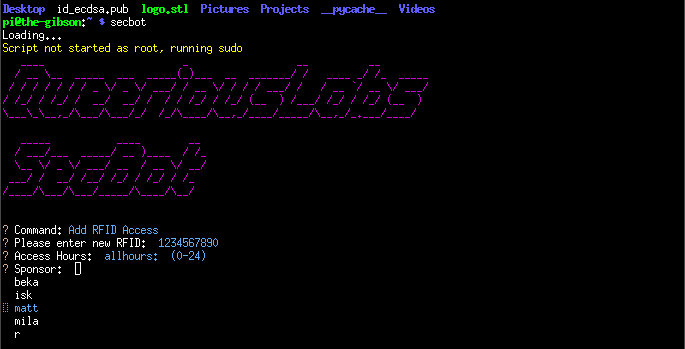 Desktop id_ecdsa.pub logo.stl Pictures Projects __pycache__ Videos
pi@the-gibson:~ $ secbot
Loading...
Script not started as root, running sudo
QueeriousLabs
SecBot
? Command: Add RFID Access
? Please enter new RFID: 1234567890
? Access Hours: allhours: (0-24)
? Sponsor:
beka
isk
matt
mila
r